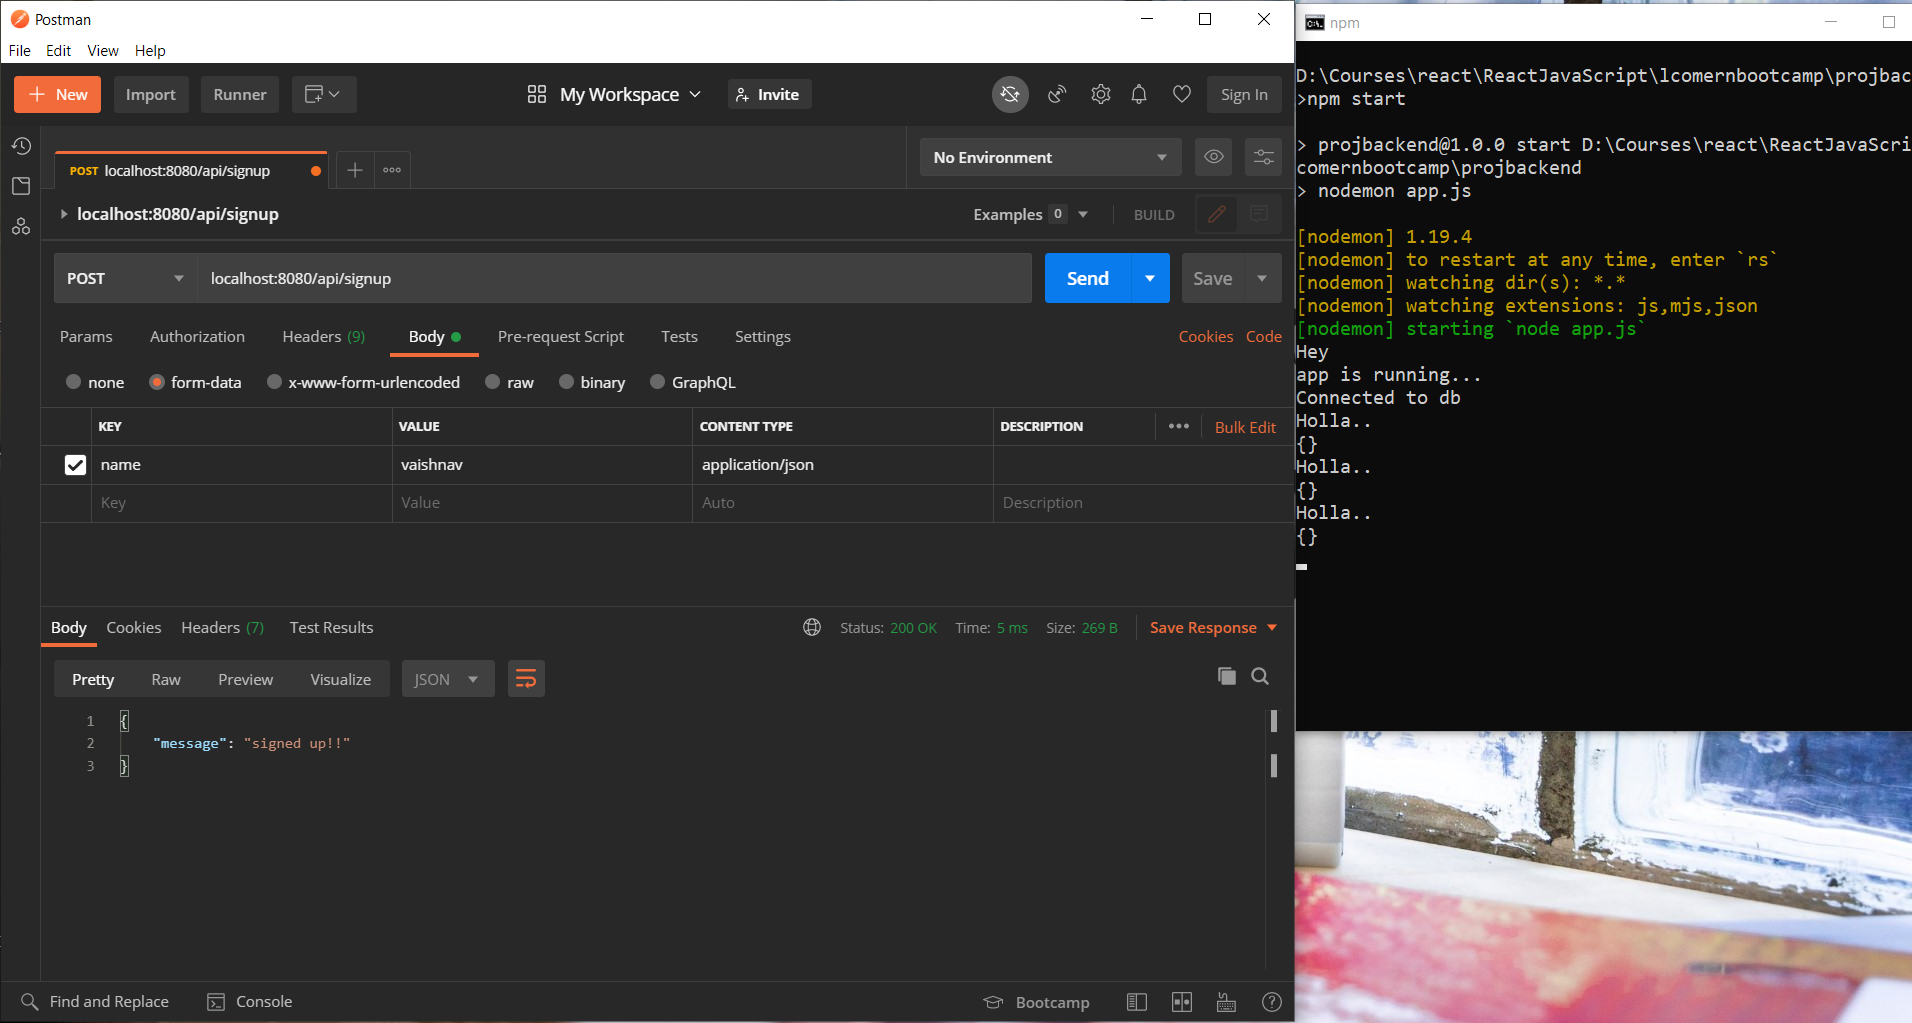 Postman
File Edit View Help
New Import Runner My Workspace Invite Sign In
POST localhost:8080/api/signup
No Environment
localhost:8080/api/signup
Examples 0 BUILD
POST localhost:8080/api/signup Send Save
Params Authorization Headers (9) Body Pre-request Script Tests Settings Cookies Code
none form-data x-www-form-urlencoded raw binary GraphQL
KEY VALUE CONTENT TYPE DESCRIPTION Bulk Edit
name vaishnav application/json
Key Value Auto Description
Body Cookies Headers (7) Test Results Status: 200 OK Time: 5 ms Size: 269 B Save Response
Pretty Raw Preview Visualize JSON
1 {
2 "message": "signed up!!"
3 }
Find and Replace Console Bootcamp
npm
D:\Courses\react\ReactJavaScript\lcomernbootcamp\projbac
>npm start
> projbackend@1.0.0 start D:\Courses\react\ReactJavaScri
comernbootcamp\projbackend
> nodemon app.js
[nodemon] 1.19.4
[nodemon] to restart at any time, enter `rs`
[nodemon] watching dir(s): *.*
[nodemon] watching extensions: js,mjs,json
[nodemon] starting `node app.js`
Hey
app is running...
Connected to db
Holla..
{}
Holla..
{}
Holla..
{}